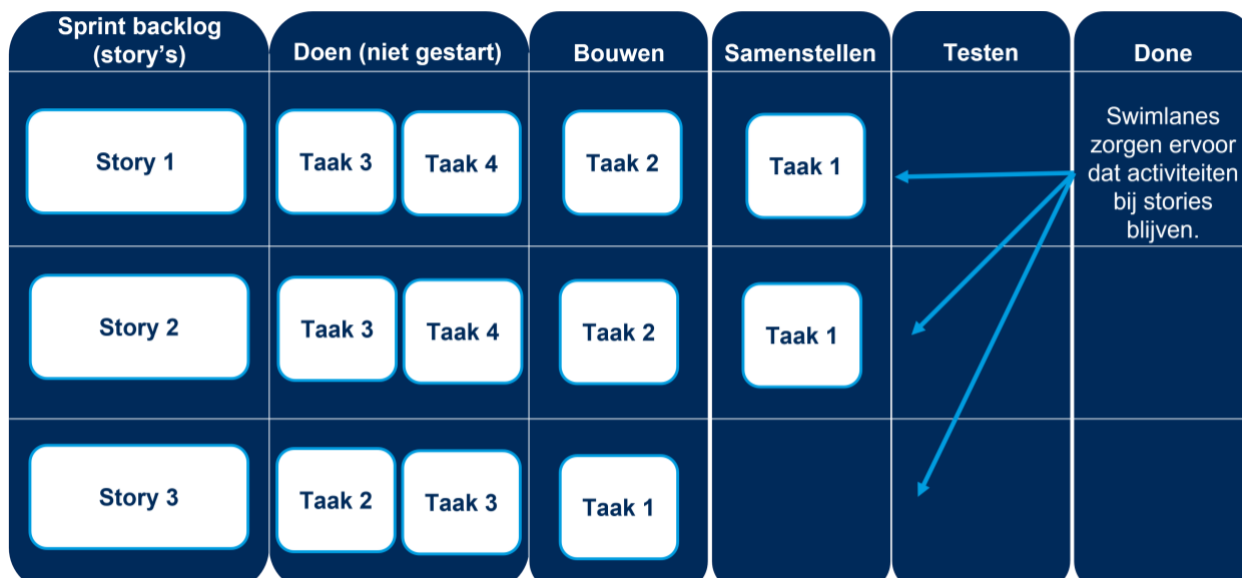 Sprint backlog
(story's)
Doen (niet gestart)
Bouwen
Samenstellen
Testen
Done
Story 1
Taak 3
Taak 4
Taak 2
Taak 1
Swimlanes
zorgen ervoor
dat activiteiten
bij stories
blijven.
Story 2
Taak 3
Taak 4
Taak 2
Taak 1
Story 3
Taak 2
Taak 3
Taak 1